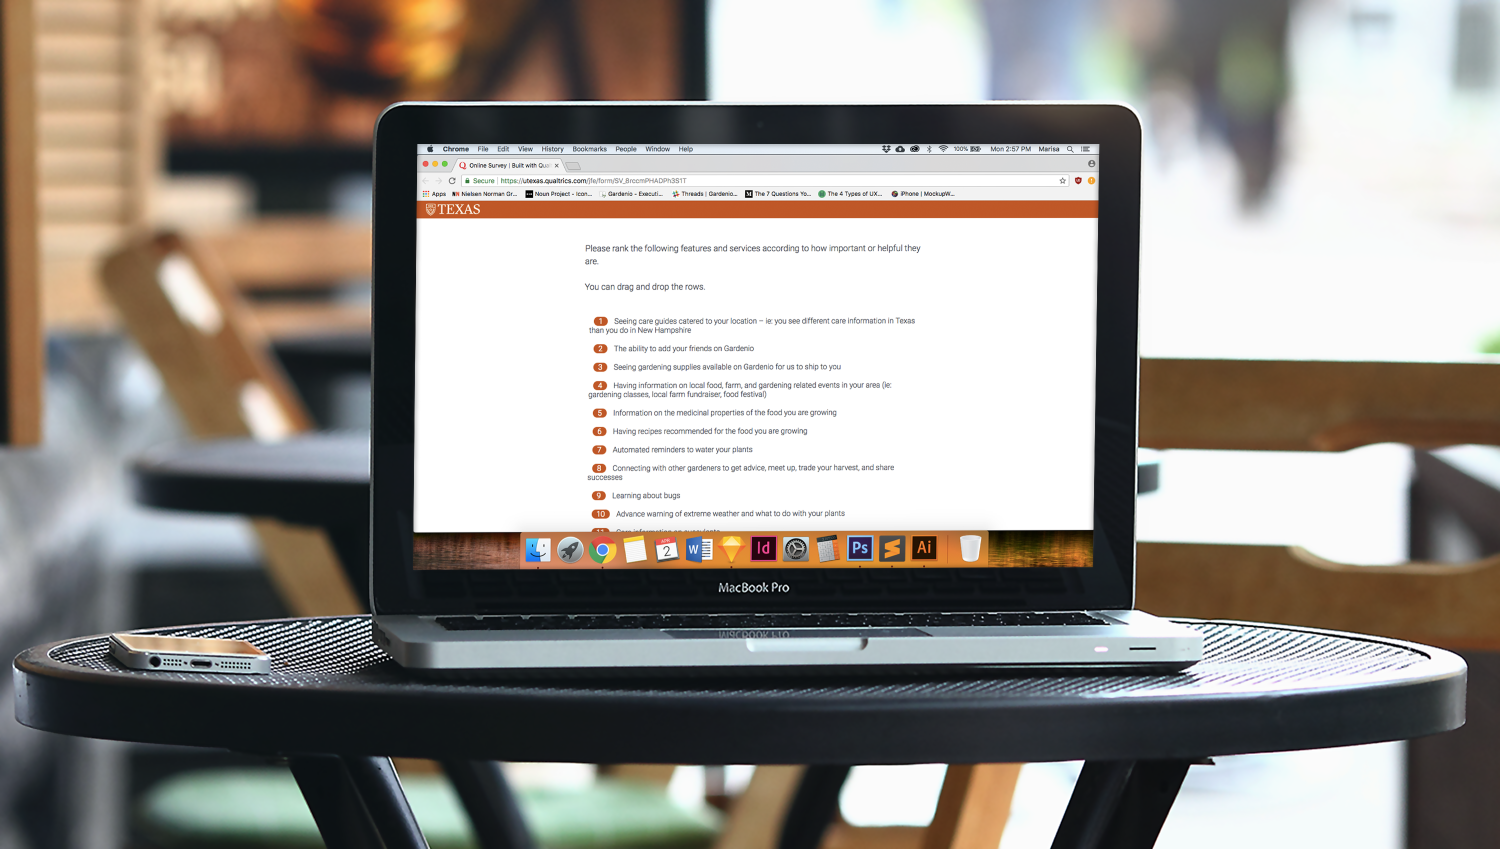 Chrome File Edit View History Bookmarks People Window Help 100% Mon 2:57 PM Marisa
Online Survey | Built with Qual
Secure https://utexas.qualtrics.com/jfe/form/SV_8rccmPHADPh3S1T
Apps Nielsen Norman Gr... Noun Project - Icon... Gardenio - Executi... Threads | Gardenio... The 7 Questions Yo... The 4 Types of UX... iPhone | MockupW...
TEXAS
Please rank the following features and services according to how important or helpful they
are.
You can drag and drop the rows.
1 Seeing care guides catered to your location – ie: you see different care information in Texas
than you do in New Hampshire
2 The ability to add your friends on Gardenio
3 Seeing gardening supplies available on Gardenio for us to ship to you
4 Having information on local food, farm, and gardening related events in your area (ie:
gardening classes, local farm fundraiser, food festival)
5 Information on the medicinal properties of the food you are growing
6 Having recipes recommended for the food you are growing
7 Automated reminders to water your plants
8 Connecting with other gardeners to get advice, meet up, trade your harvest, and share
successes
9 Learning about bugs
10 Advance warning of extreme weather and what to do with your plants
APR
2 W Id Ps S Ai
MacBook Pro